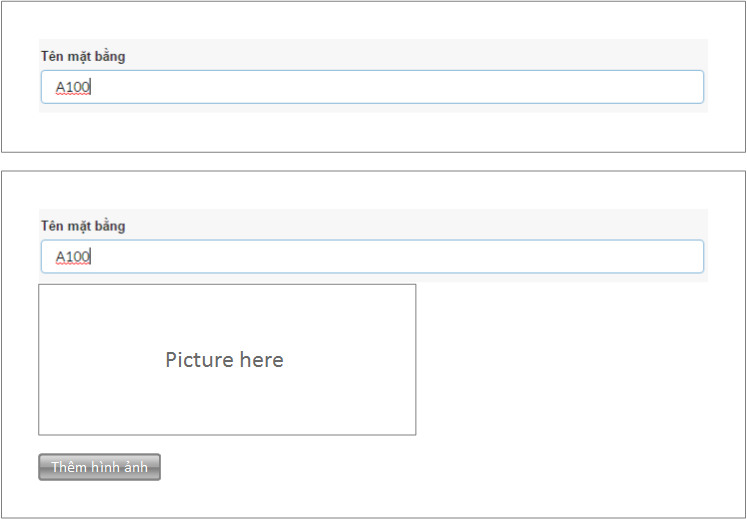 Tên mặt bằng
A100
Tên mặt bằng
A100
Picture here
Thêm hình ảnh